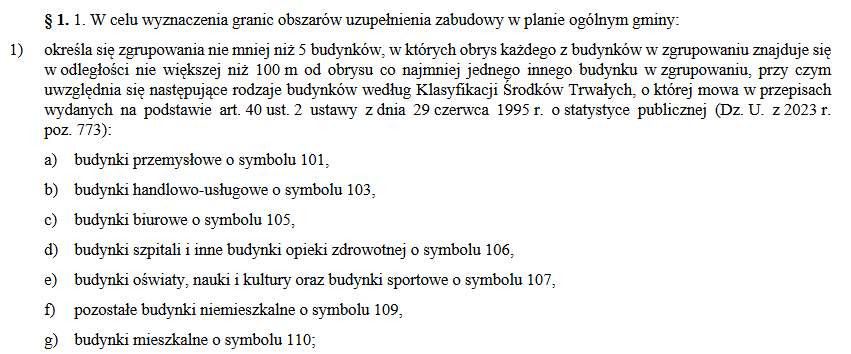 § 1. 1. W celu wyznaczenia granic obszarów uzupełnienia zabudowy w planie ogólnym gminy:
1) określa się zgrupowania nie mniej niż 5 budynków, w których obrys każdego z budynków w zgrupowaniu znajduje się
w odległości nie większej niż 100 m od obrysu co najmniej jednego innego budynku w zgrupowaniu, przy czym
uwzględnia się następujące rodzaje budynków według Klasyfikacji Środków Trwałych, o której mowa w przepisach
wydanych na podstawie art. 40 ust. 2 ustawy z dnia 29 czerwca 1995 r. o statystyce publicznej (Dz. U. z 2023 r.
poz. 773):
a) budynki przemysłowe o symbolu 101,
b) budynki handlowo-usługowe o symbolu 103,
c) budynki biurowe o symbolu 105,
d) budynki szpitali i inne budynki opieki zdrowotnej o symbolu 106,
e) budynki oświaty, nauki i kultury oraz budynki sportowe o symbolu 107,
f) pozostałe budynki niemieszkalne o symbolu 109,
g) budynki mieszkalne o symbolu 110;